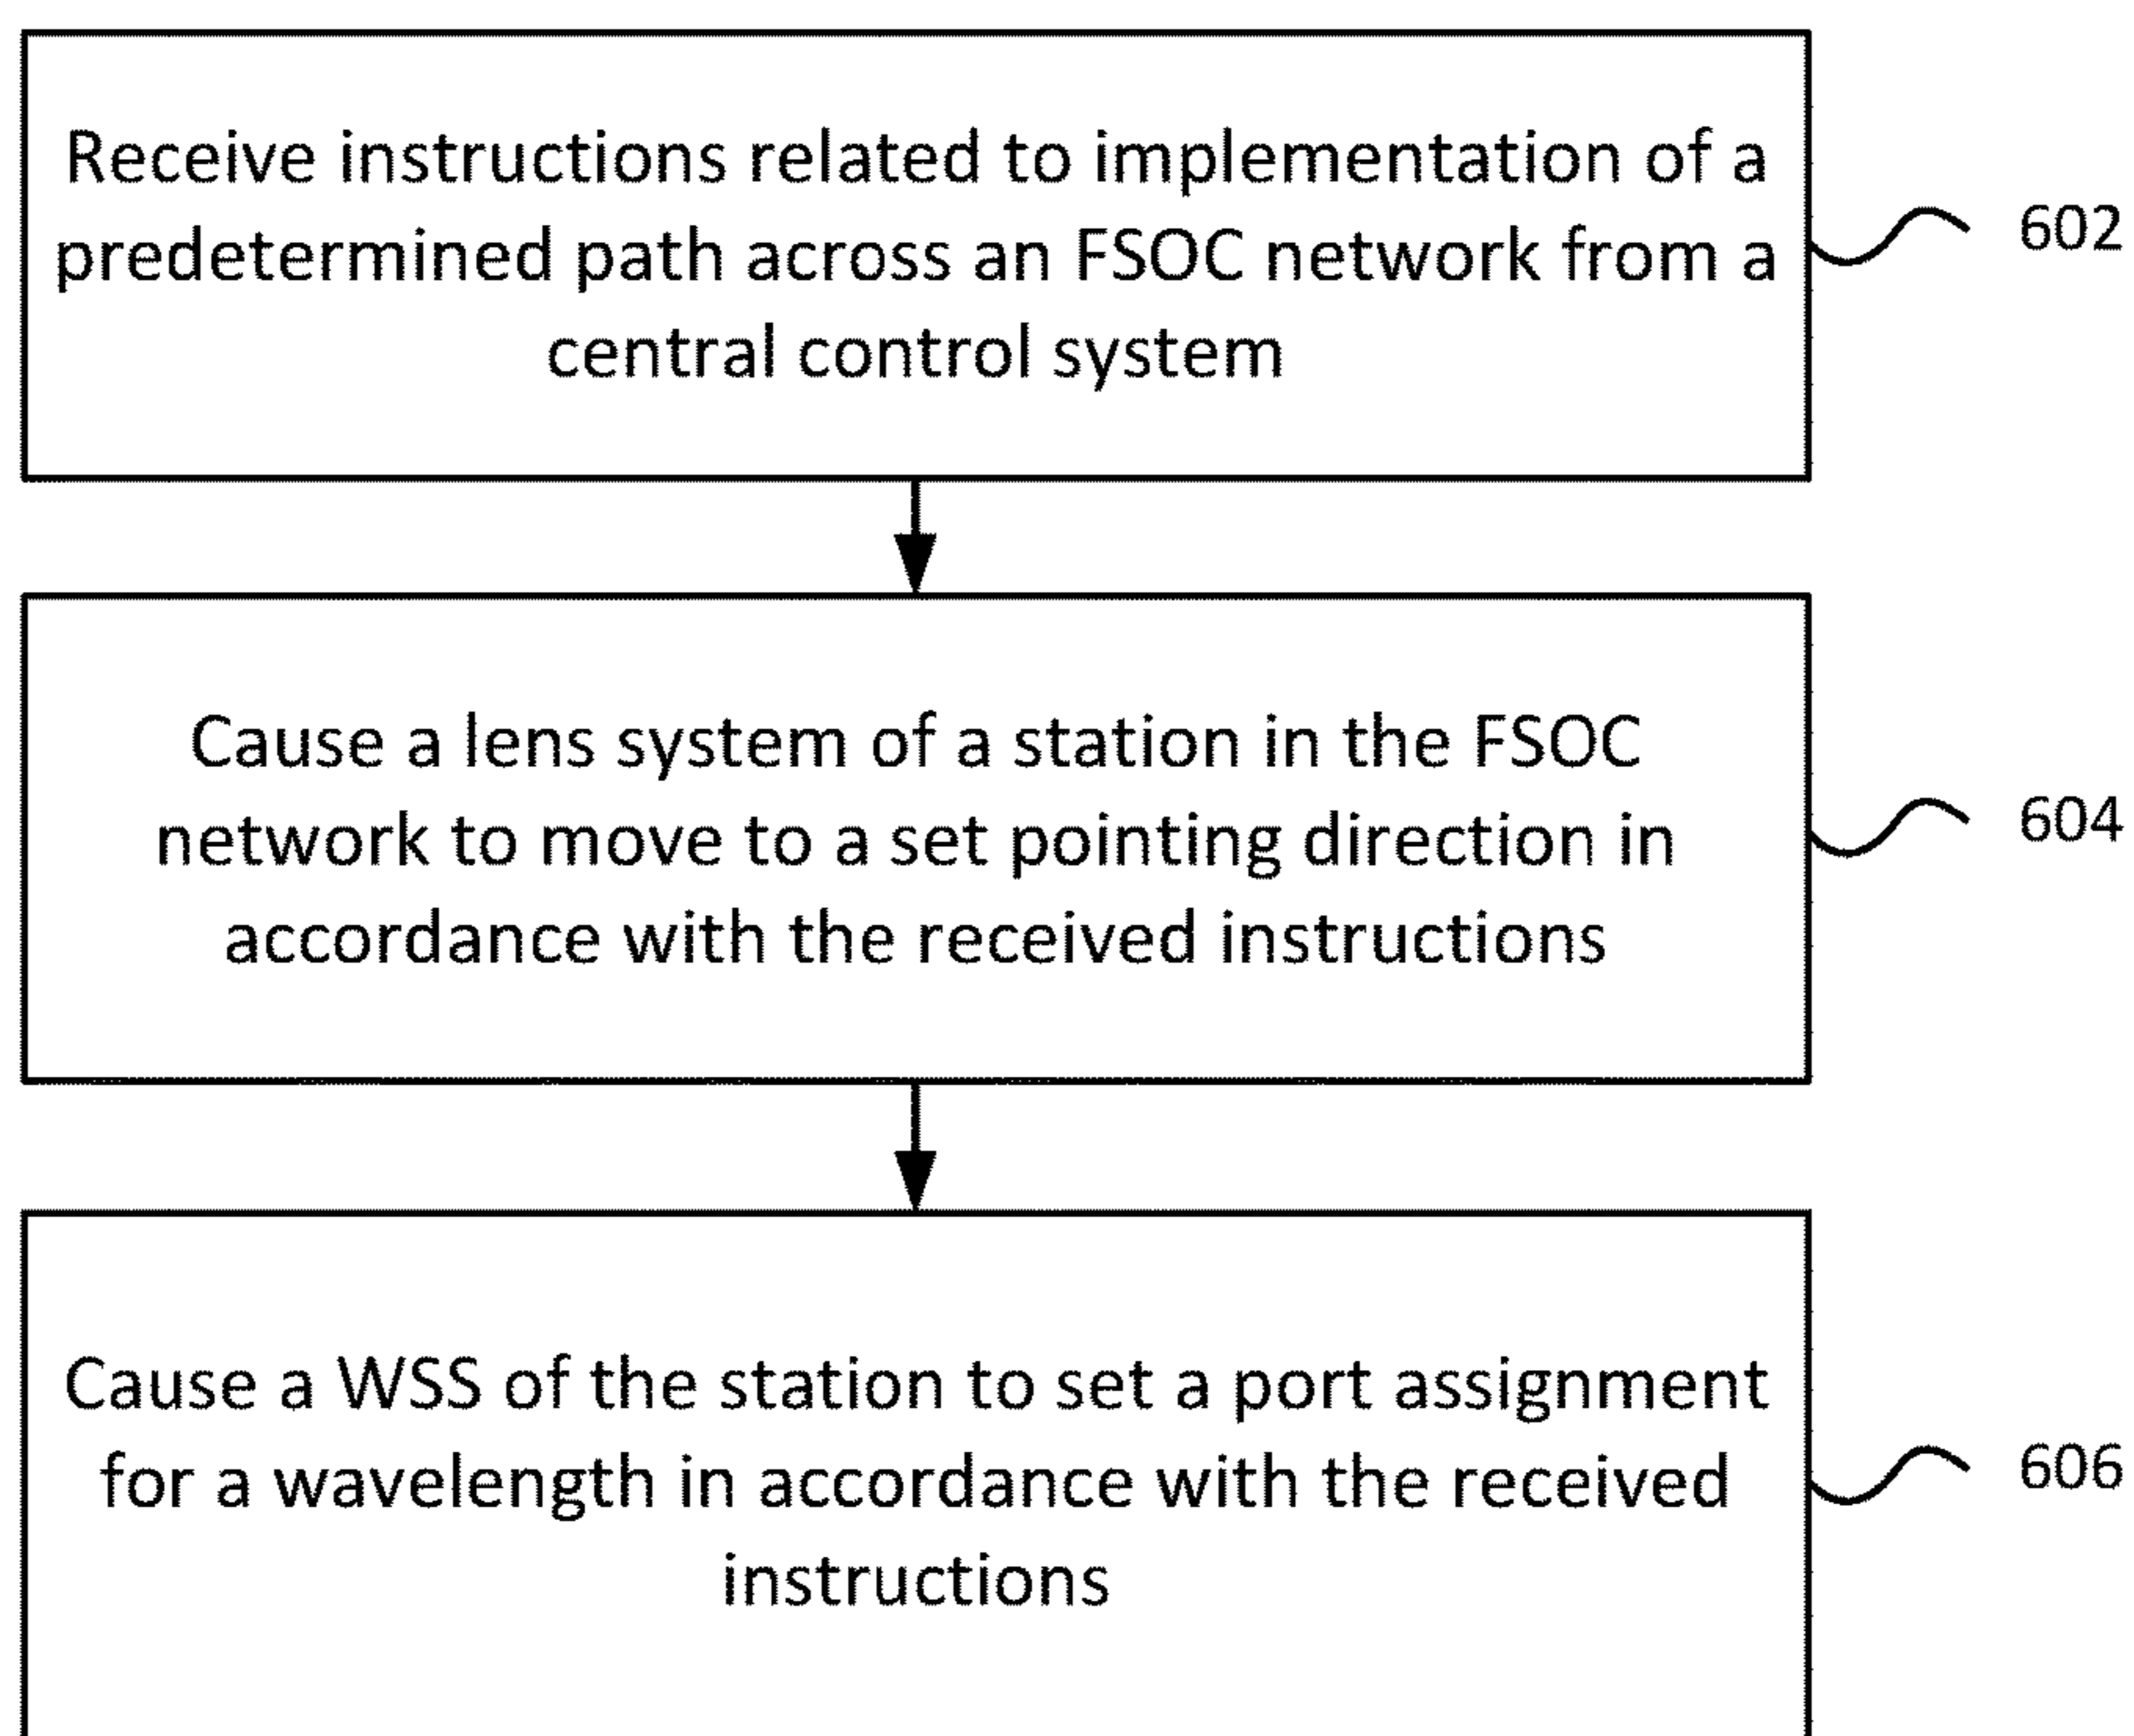 Receive instructions related to implementation of a
predetermined path across an FSOC network from a
central control system
602
Cause a lens system of a station in the FSOC
network to move to a set pointing direction in
accordance with the received instructions
604
Cause a WSS of the station to set a port assignment
for a wavelength in accordance with the received
instructions
606